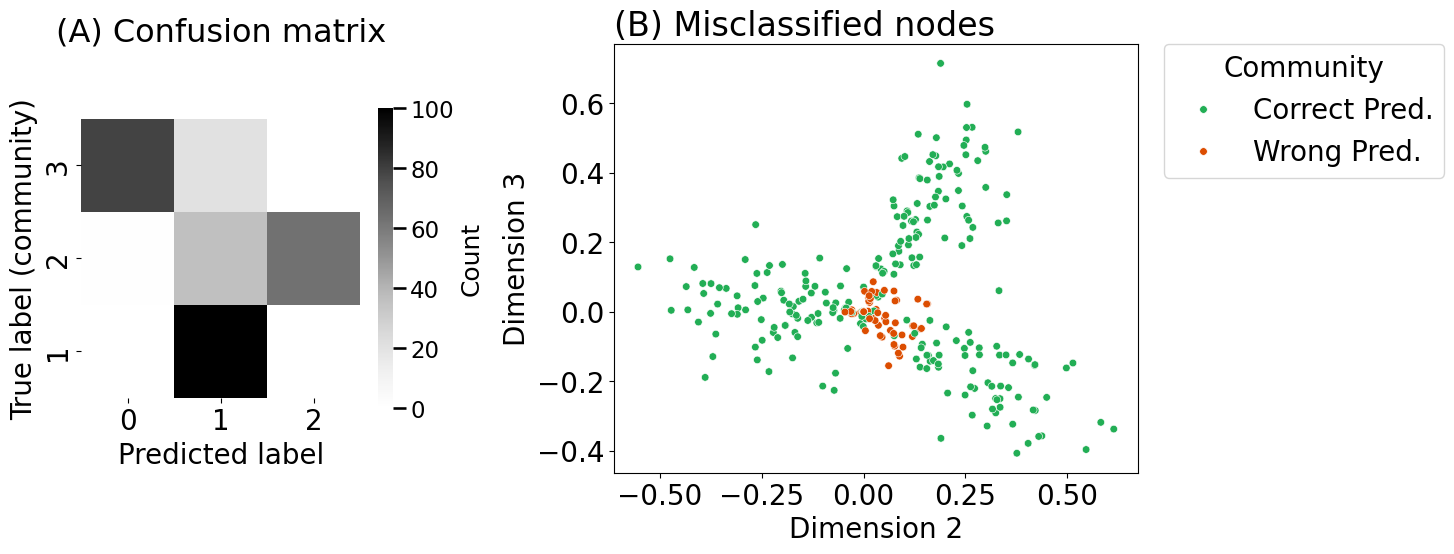 (A) Confusion matrix
True label (community)
3
2
1
0 1 2
Predicted label
100
80
60
40
20
0
Count
(B) Misclassified nodes
Dimension 3
0.6
0.4
0.2
0.0
−0.2
−0.4
−0.50 −0.25 0.00 0.25 0.50
Dimension 2
Community
Correct Pred.
Wrong Pred.